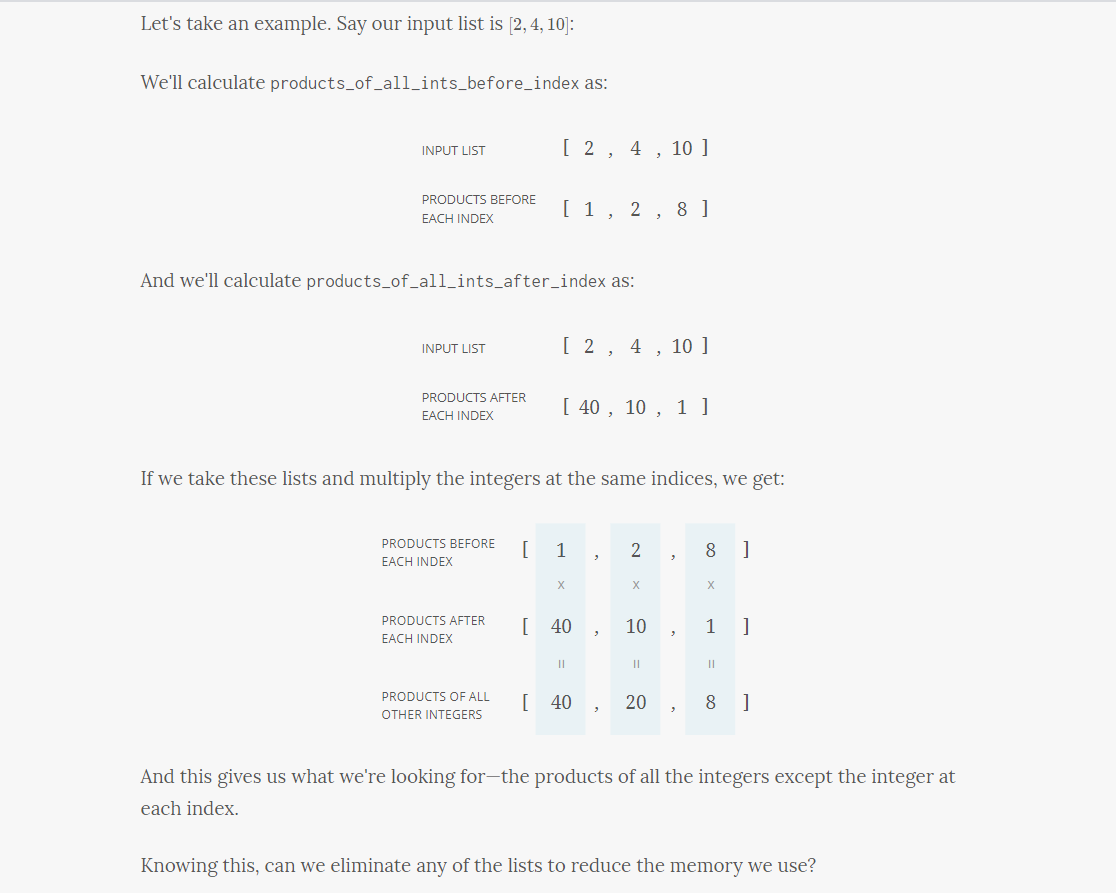 Let's take an example. Say our input list is [2, 4, 10]:
We'll calculate products_of_all_ints_before_index as:
INPUT LIST [ 2 , 4 , 10 ]
PRODUCTS BEFORE
EACH INDEX [ 1 , 2 , 8 ]
And we'll calculate products_of_all_ints_after_index as:
INPUT LIST [ 2 , 4 , 10 ]
PRODUCTS AFTER
EACH INDEX [ 40 , 10 , 1 ]
If we take these lists and multiply the integers at the same indices, we get:
PRODUCTS BEFORE
EACH INDEX [ 1 , 2 , 8 ]
x x x
PRODUCTS AFTER
EACH INDEX [ 40 , 10 , 1 ]
= = =
PRODUCTS OF ALL
OTHER INTEGERS [ 40 , 20 , 8 ]
And this gives us what we're looking for—the products of all the integers except the integer at
each index.
Knowing this, can we eliminate any of the lists to reduce the memory we use?